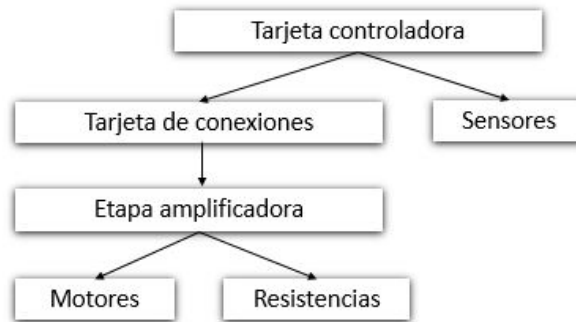 Tarjeta controladora
Tarjeta de conexiones
Sensores
Etapa amplificadora
Motores
Resistencias